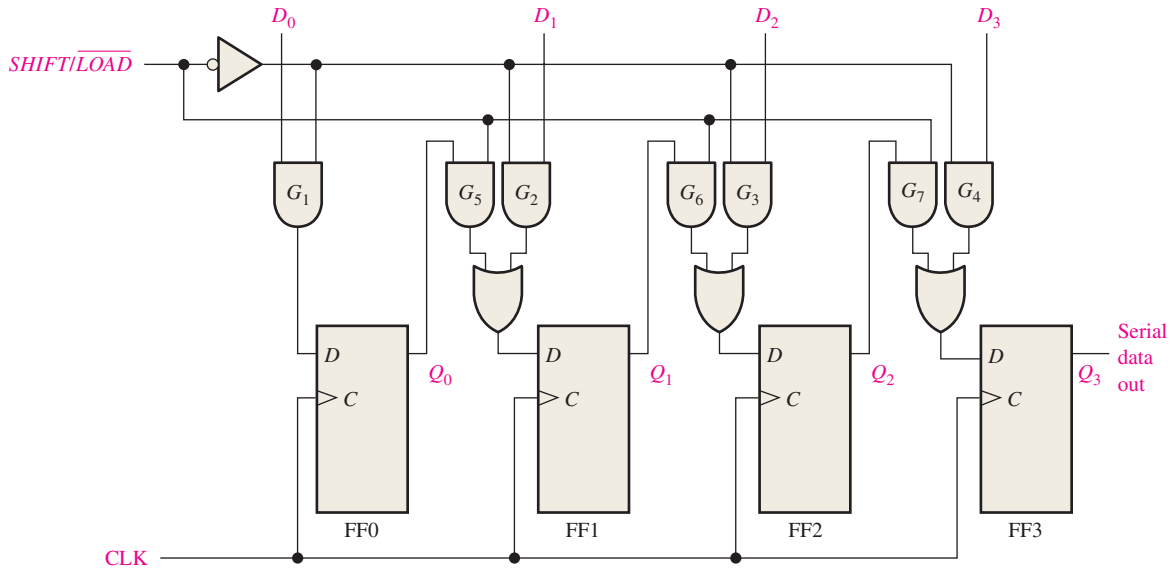 D0 D1 D2 D3
SHIFT/L̅O̅A̅D̅
G1 G5 G2 G6 G3 G7 G4
D D D D
Serial
data
out
Q0 Q1 Q2 Q3
C C C C
FF0 FF1 FF2 FF3
CLK